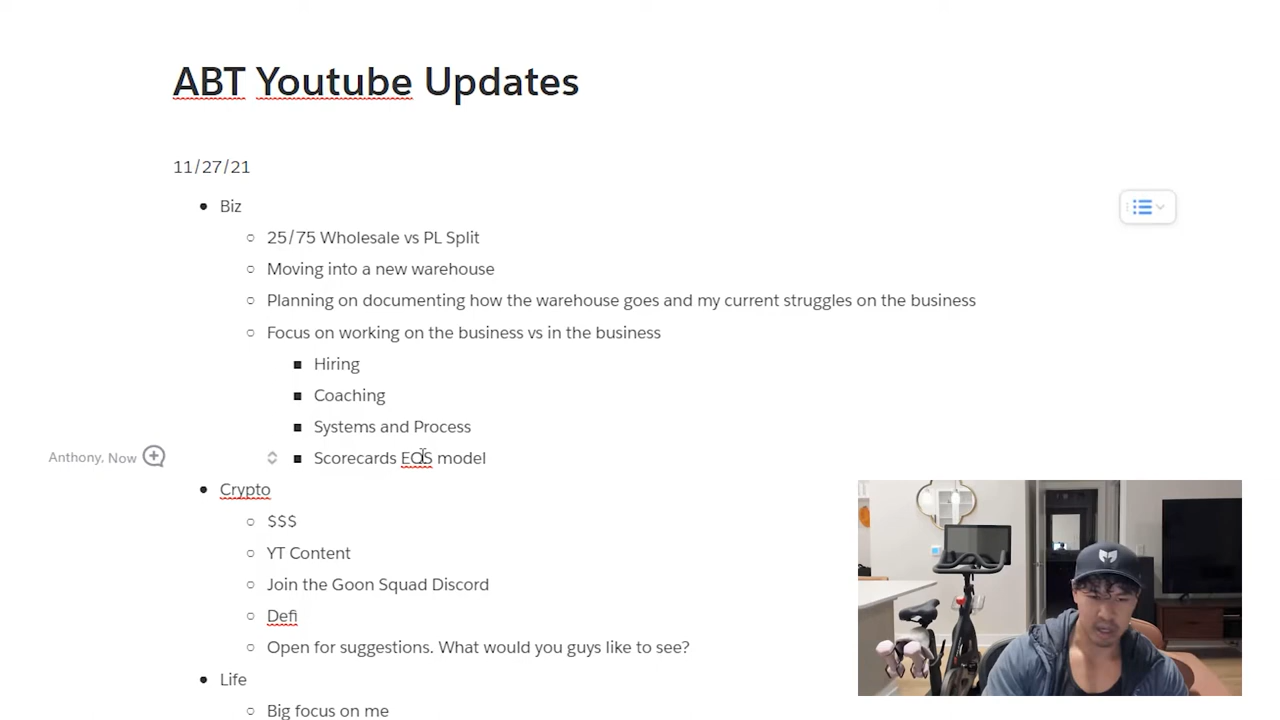 ABT Youtube Updates
11/27/21
Biz
25/75 Wholesale vs PL Split
Moving into a new warehouse
Planning on documenting how the warehouse goes and my current struggles on the business
Focus on working on the business vs in the business
Hiring
Coaching
Systems and Process
Anthony. Now
Scorecards EOS model
Crypto
$$$
YT Content
Join the Goon Squad Discord
Defi
Open for suggestions. What would you guys like to see?
Life
Big focus on me